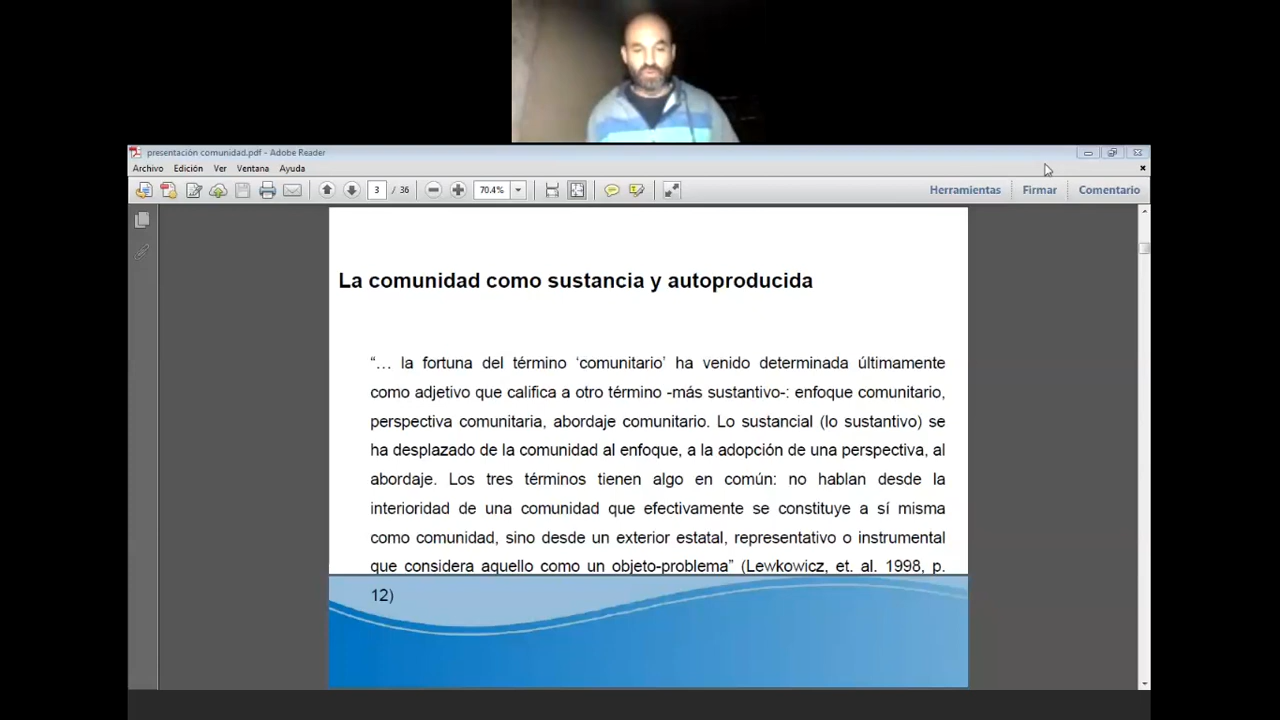 presentación comunidad.pdf - Adobe Reader
Archivo Edición Ver Ventana Ayuda
3 / 36 70.4% Herramientas Firmar Comentario
La comunidad como sustancia y autoproducida
“… la fortuna del término ‘comunitario’ ha venido determinada últimamente
como adjetivo que califica a otro término -más sustantivo-: enfoque comunitario,
perspectiva comunitaria, abordaje comunitario. Lo sustancial (lo sustantivo) se
ha desplazado de la comunidad al enfoque, a la adopción de una perspectiva, al
abordaje. Los tres términos tienen algo en común: no hablan desde la
interioridad de una comunidad que efectivamente se constituye a sí misma
como comunidad, sino desde un exterior estatal, representativo o instrumental
que considera aquello como un objeto-problema” (Lewkowicz, et. al. 1998, p.
12)